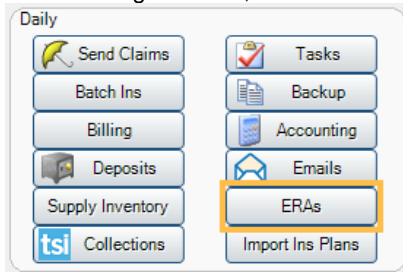 Daily
Send Claims
Tasks
Batch Ins
Backup
Billing
Accounting
Deposits
Emails
Supply Inventory
ERAs
tsi Collections
Import Ins Plans